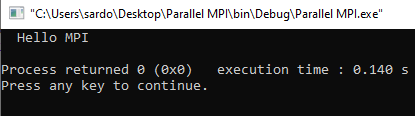 "C:\Users\sardo\Desktop\Parallel MPI\bin\Debug\Parallel MPI.exe"
Hello MPI
Process returned 0 (0x0)   execution time : 0.140 s
Press any key to continue.